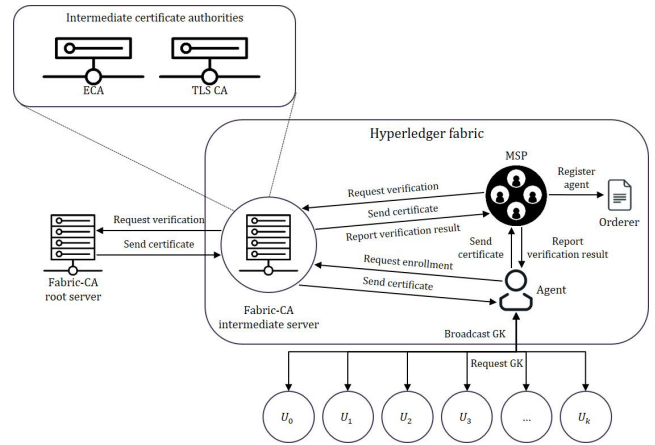 Intermediate certificate authorities
ECA
TLS CA
Hyperledger fabric
MSP
Request verification
Register
agent
Send certificate
Report verification result
Orderer
Request verification
Send certificate
Fabric-CA
root server
Send
certificate
Report
verification result
Request enrollment
Send certificate
Agent
Fabric-CA
intermediate server
Broadcast GK
Request GK
U₀
U₁
U₂
U₃
...
Uₖ